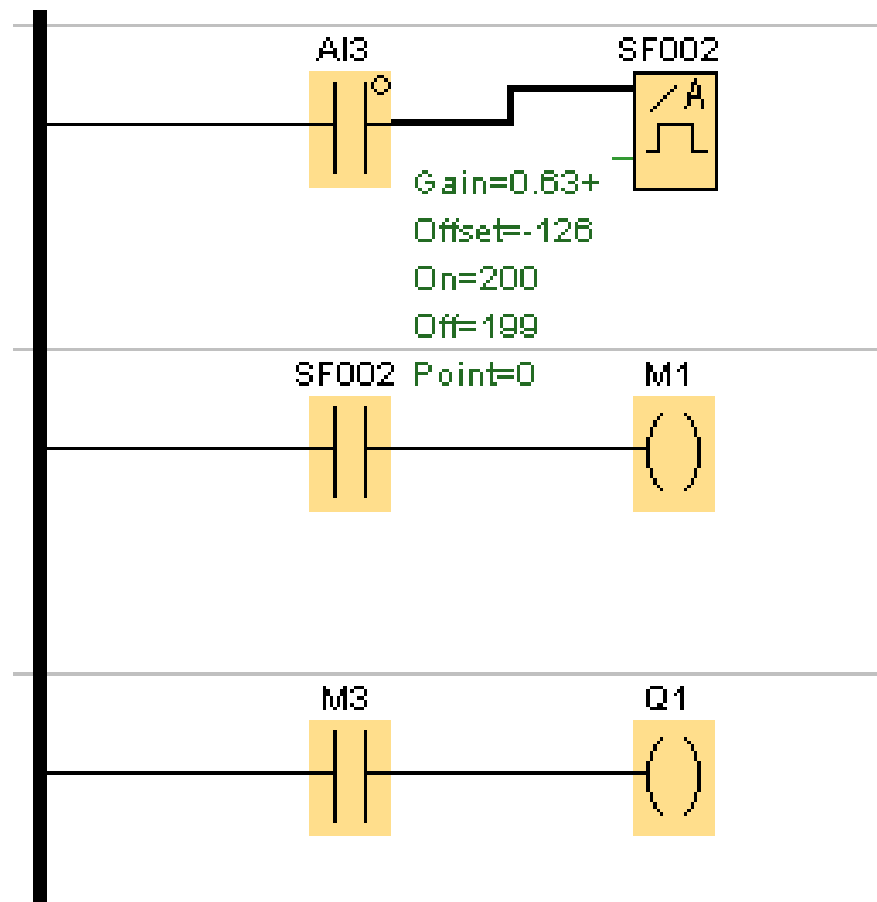 AI3 SF002
Gain=0.63+
Offset=-126
On=200
Off=199
Point=0
SF002 M1
M3 Q1